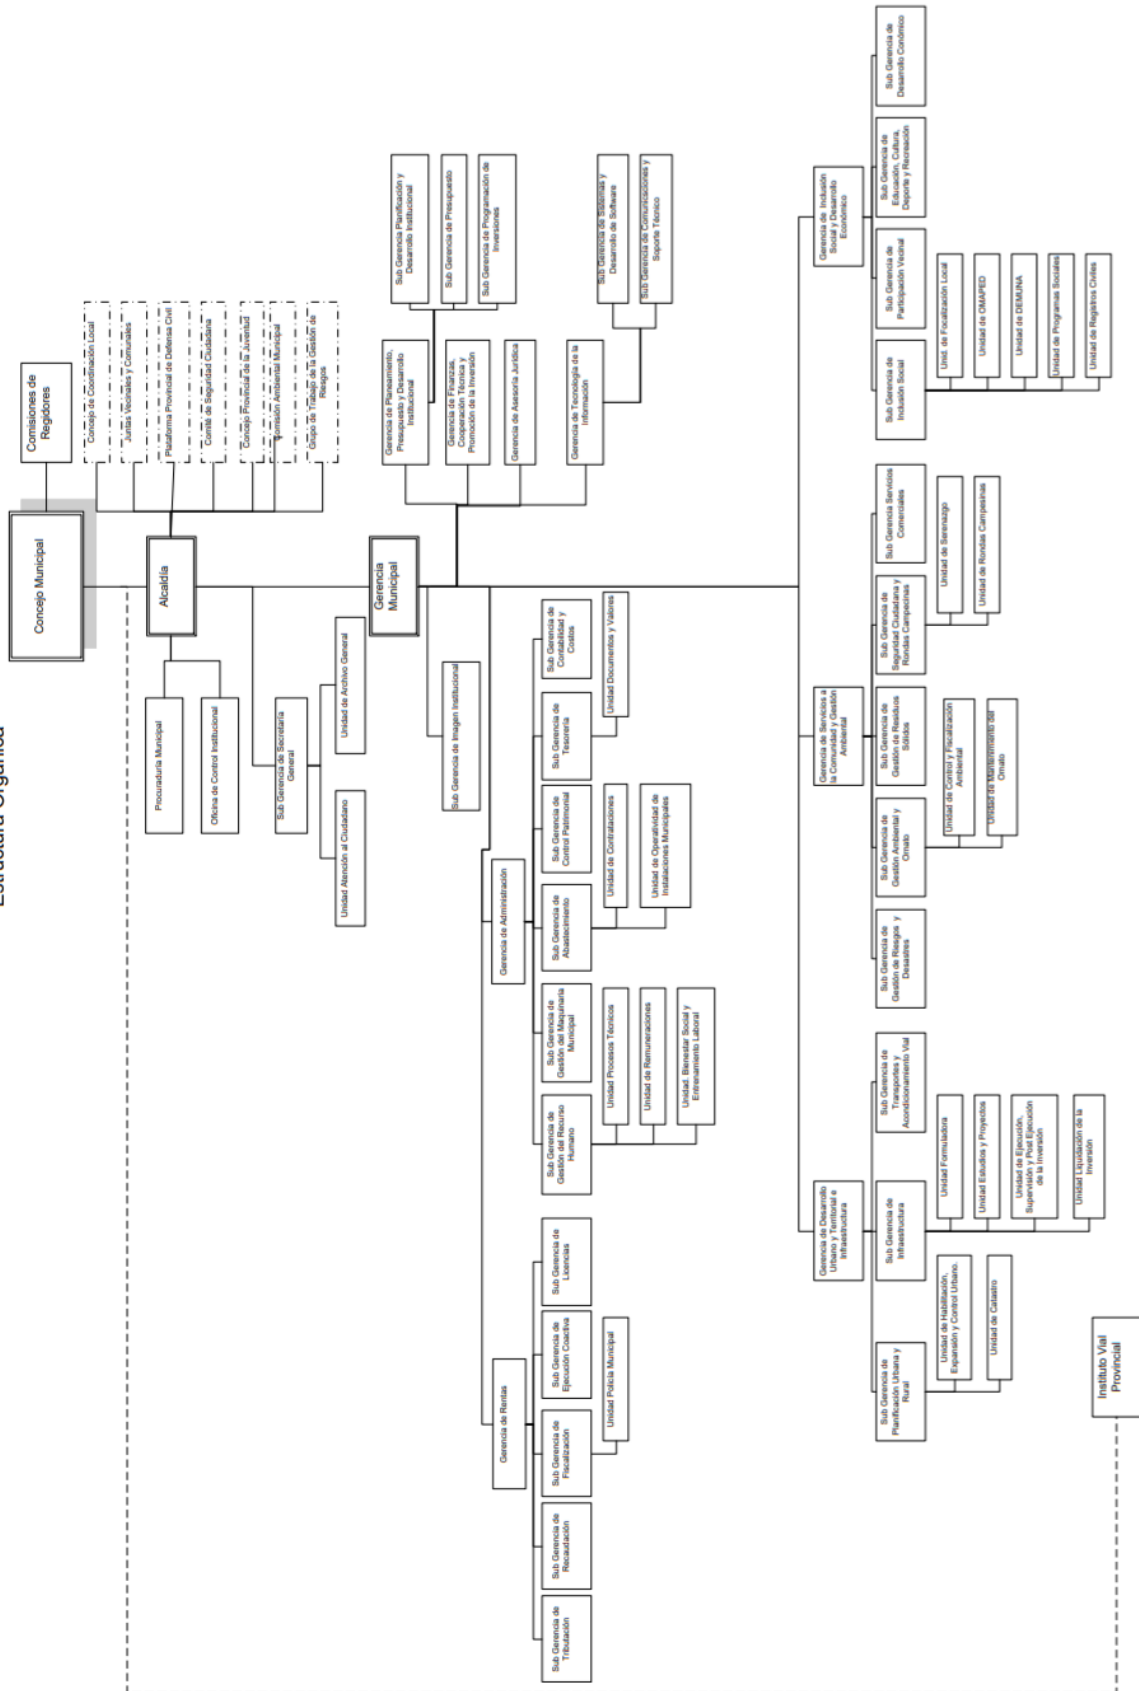 Estructura Orgánica
Concejo Municipal
Comisiones de
Regidores
Alcaldía
Concejo de Coordinación Local
Juntas Vecinales y Comunales
Plataforma Provincial de Defensa Civil
Comité de Seguridad Ciudadana
Concejo Provincial de la Juventud
Comisión Ambiental Municipal
Grupo de Trabajo de la Gestión de
Riesgos
Procuraduría Municipal
Oficina de Control Institucional
Sub Gerencia de Secretaría
General
Unidad Atención al Ciudadano
Unidad de Archivo General
Gerencia
Municipal
Sub Gerencia de Imagen Institucional
Gerencia de Planeamiento,
Presupuesto y Desarrollo
Institucional
Sub Gerencia Planificación y
Desarrollo Institucional
Sub Gerencia de Presupuesto
Sub Gerencia de Programación de
Inversiones
Gerencia de Finanzas,
Cooperación Técnica y
Promoción de la Inversión
Gerencia de Asesoría Jurídica
Gerencia de Tecnología de la
Información
Sub Gerencia de Sistemas y
Desarrollo de Software
Sub Gerencia de Comunicaciones y
Soporte Técnico
Gerencia de Rentas
Sub Gerencia de
Tributación
Sub Gerencia de
Recaudación
Sub Gerencia de
Fiscalización
Unidad Policía Municipal
Sub Gerencia de
Ejecución Coactiva
Sub Gerencia de
Licencias
Gerencia de Administración
Sub Gerencia de
Gestión del Recurso
Humano
Unidad Procesos Técnicos
Unidad de Remuneraciones
Unidad. Bienestar Social y
Entrenamiento Laboral
Sub Gerencia de
Gestión del Maquinaria
Municipal
Sub Gerencia de
Abastecimiento
Unidad de Contrataciones
Unidad de Operatividad de
Instalaciones Municipales
Sub Gerencia de
Control Patrimonial
Sub Gerencia de
Tesorería
Unidad Documentos y Valores
Sub Gerencia de
Contabilidad y
Costos
Gerencia de Desarrollo
Urbano y Territorial e
Infraestructura
Sub Gerencia de
Planificación Urbana y
Rural
Unidad de Habilitación,
Expansión y Control Urbano.
Unidad de Catastro
Sub Gerencia de
Infraestructura
Unidad Formuladora
Unidad Estudios y Proyectos
Unidad de Ejecución,
Supervisión y Post Ejecución
de la Inversión
Unidad Liquidación de la
Inversión
Sub Gerencia de
Transportes y
Acondicionamiento Vial
Gerencia de Servicios a
la Comunidad y Gestión
Ambiental
Sub Gerencia de
Gestión de Riesgos y
Desastres
Sub Gerencia de
Gestión Ambiental y
Ornato
Unidad de Control y Fiscalización
Ambiental
Unidad de Mantenimiento del
Ornato
Sub Gerencia de
Gestión de Residuos
Sólidos
Sub Gerencia de
Seguridad Ciudadana y
Rondas Campecinas
Unidad de Serenazgo
Unidad de Rondas Campesinas
Sub Gerencia Servicios
Comerciales
Gerencia de Inclusión
Social y Desarrollo
Económico
Sub Gerencia de
Inclusión Social
Unid. de Focalización Local
Unidad de OMAPED
Unidad de DEMUNA
Unidad de Programas Sociales
Unidad de Registros Civiles
Sub Gerencia de
Participación Vecinal
Sub Gerencia de
Educación, Cultura,
Deporte y Recreación
Sub Gerencia de
Desarrollo Conómico
Instituto Vial
Provincial